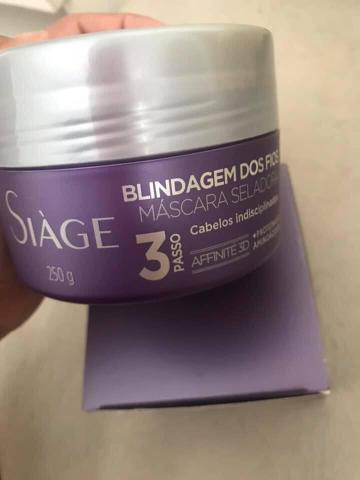 SIÀGE
250 g
BLINDAGEM DOS FIOS
MÁSCARA SELADORA
3 PASSO
Cabelos indisciplinados
AFFINITE 3D